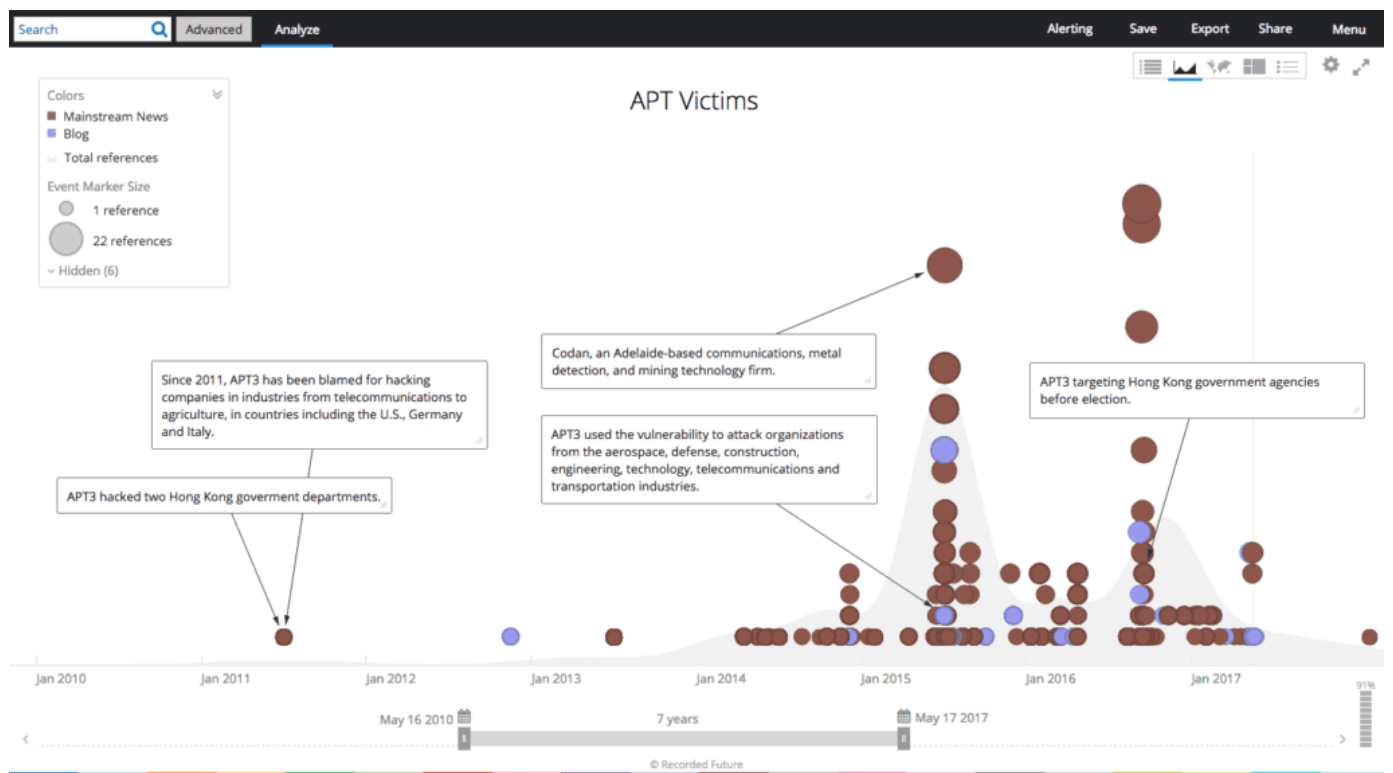 Search
Advanced
Analyze
Alerting
Save
Export
Share
Menu
APT Victims
Colors
Mainstream News
Blog
Total references
Event Marker Size
1 reference
22 references
Hidden (6)
Codan, an Adelaide-based communications, metal
detection, and mining technology firm.
Since 2011, APT3 has been blamed for hacking
companies in industries from telecommunications to
agriculture, in countries including the U.S., Germany
and Italy.
APT3 targeting Hong Kong government agencies
before election.
APT3 used the vulnerability to attack organizations
from the aerospace, defense, construction,
engineering, technology, telecommunications and
transportation industries.
APT3 hacked two Hong Kong goverment departments.
Jan 2010
Jan 2011
Jan 2012
Jan 2013
Jan 2014
Jan 2015
Jan 2016
Jan 2017
91%
May 16 2010
7 years
May 17 2017
© Recorded Future